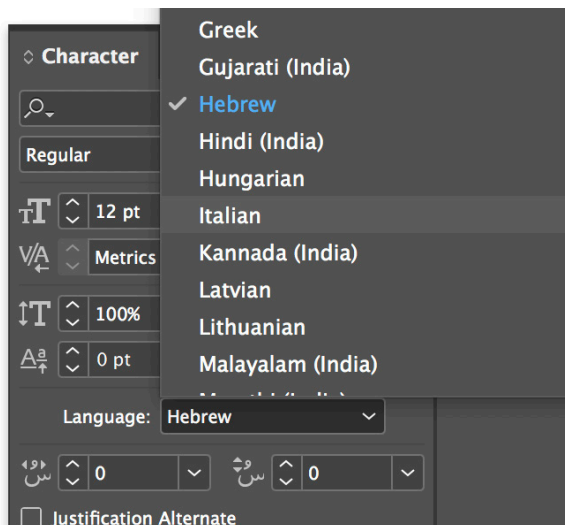 Character
Regular
12 pt
Metrics
100%
0 pt
Greek
Gujarati (India)
Hebrew
Hindi (India)
Hungarian
Italian
Kannada (India)
Latvian
Lithuanian
Malayalam (India)
Language: Hebrew
0 0
Justification Alternate